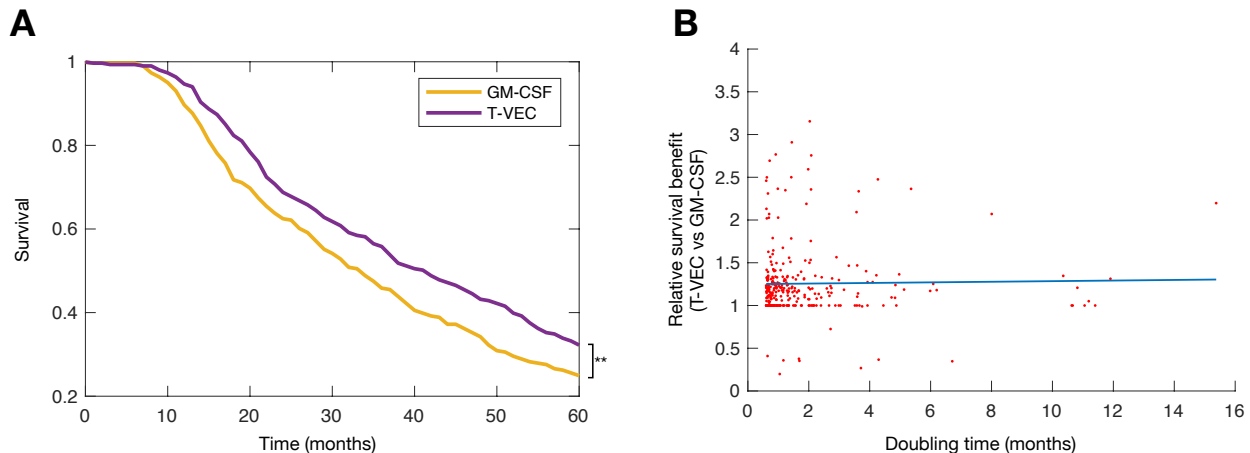 A
Survival
1
0.8
0.6
0.4
0.2
0 10 20 30 40 50 60
Time (months)
GM-CSF
T-VEC
**
B
Relative survival benefit
(T-VEC vs GM-CSF)
4
3.5
3
2.5
2
1.5
1
0.5
0
0 2 4 6 8 10 12 14 16
Doubling time (months)